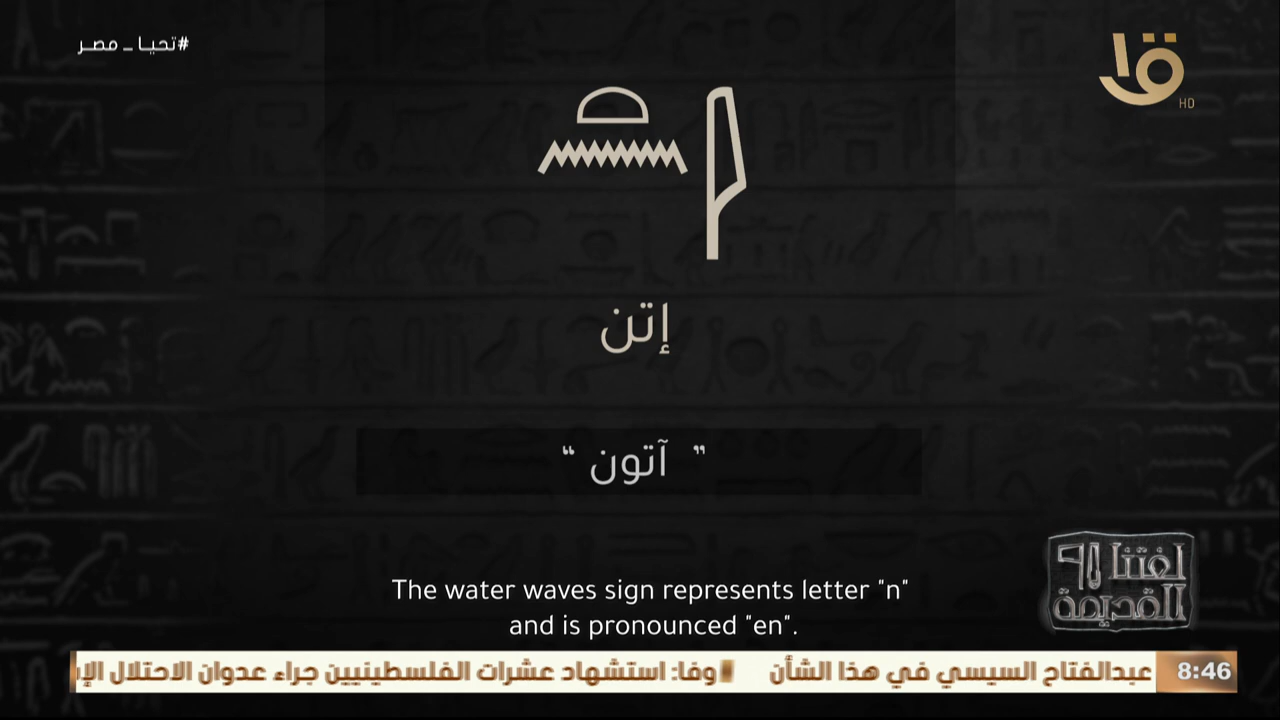 #تحيا_مصر
HD
إتن
” آتون “
The water waves sign represents letter "n"
and is pronounced "en".
لغتنا
القديمة
عبدالفتاح السيسي في هذا الشأن وفا: استشهاد عشرات الفلسطينيين جراء عدوان الاحتلال
8:46